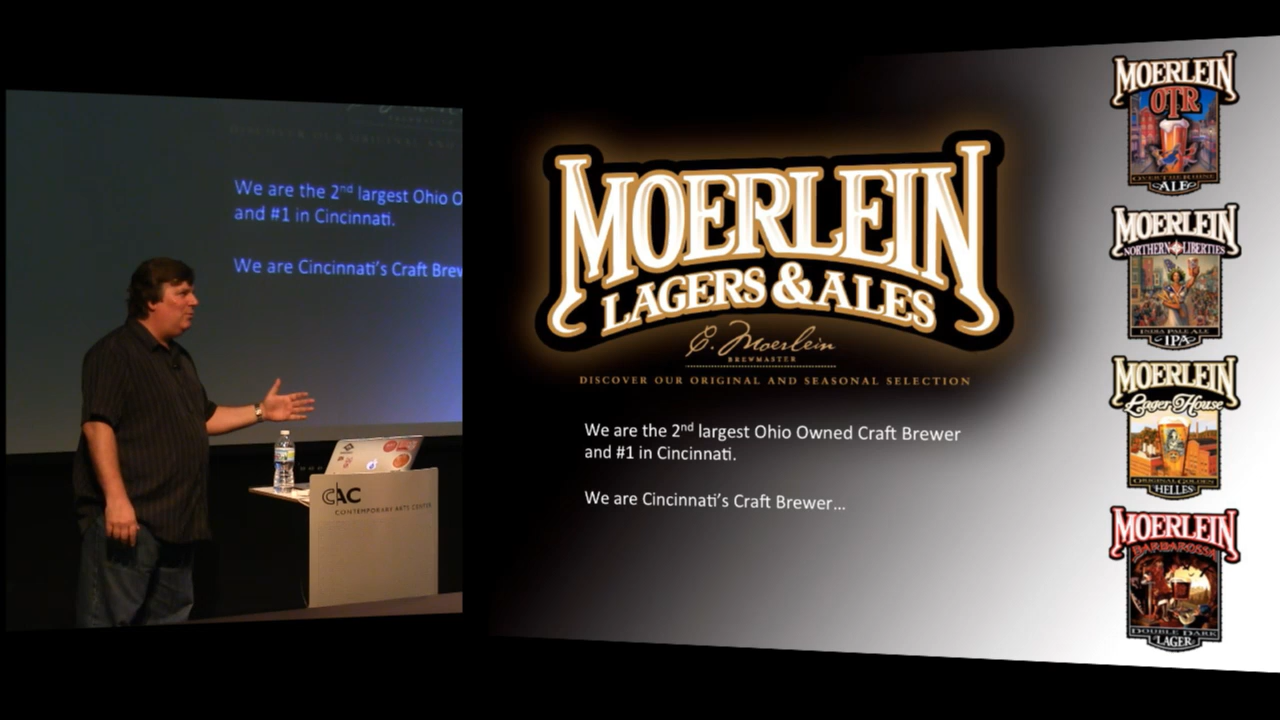 We are the 2nd largest Ohio O
and #1 in Cincinnati.
We are Cincinnati's Craft Brew
CAC
CONTEMPORARY ARTS CENTER
MOERLEIN
LAGERS & ALES
C. Moerlein
BREWMASTER
DISCOVER OUR ORIGINAL AND SEASONAL SELECTION
We are the 2nd largest Ohio Owned Craft Brewer
and #1 in Cincinnati.
We are Cincinnati's Craft Brewer...
MOERLEIN
OTR
OVER THE RHINE
ALE
MOERLEIN
NORTHERN LIBERTIES
INDIA PALE ALE
IPA
MOERLEIN
Lager House
ORIGINAL GOLDEN
HELLES
MOERLEIN
BARBAROSSA
DOUBLE DARK
LAGER